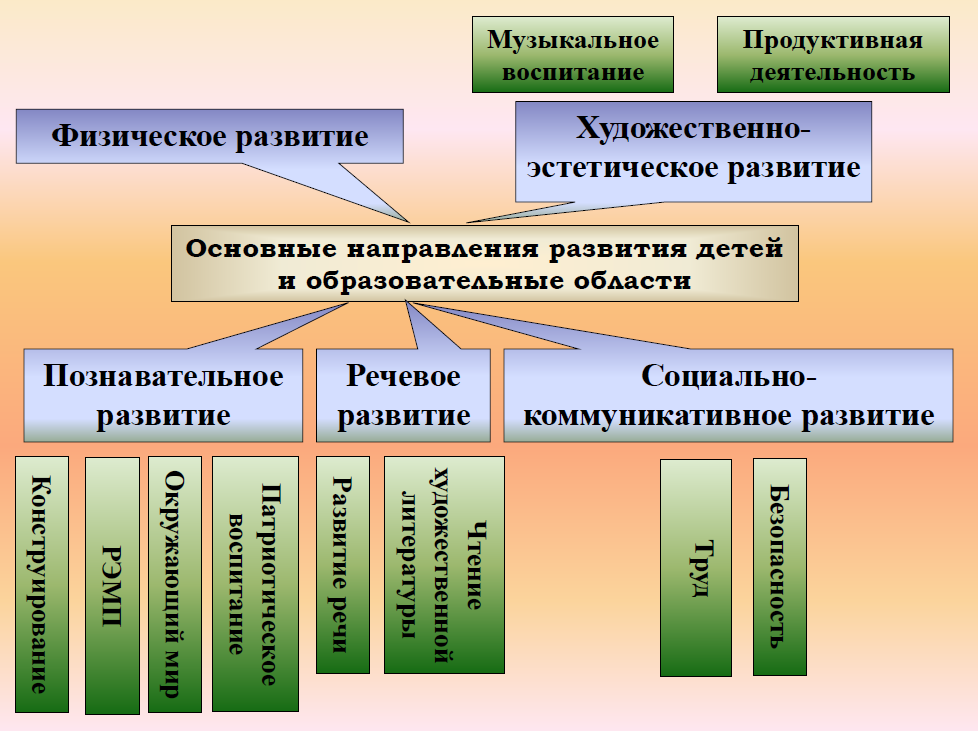 Музыкальное
воспитание
Продуктивная
деятельность
Физическое развитие
Художественно-
эстетическое развитие
Основные направления развития детей
и образовательные области
Познавательное
развитие
Речевое
развитие
Социально-
коммуникативное развитие
Конструирование
РЭМП
Окружающий мир
Патриотическое
воспитание
Развитие речи
Чтение
художественной
литературы
Труд
Безопасность